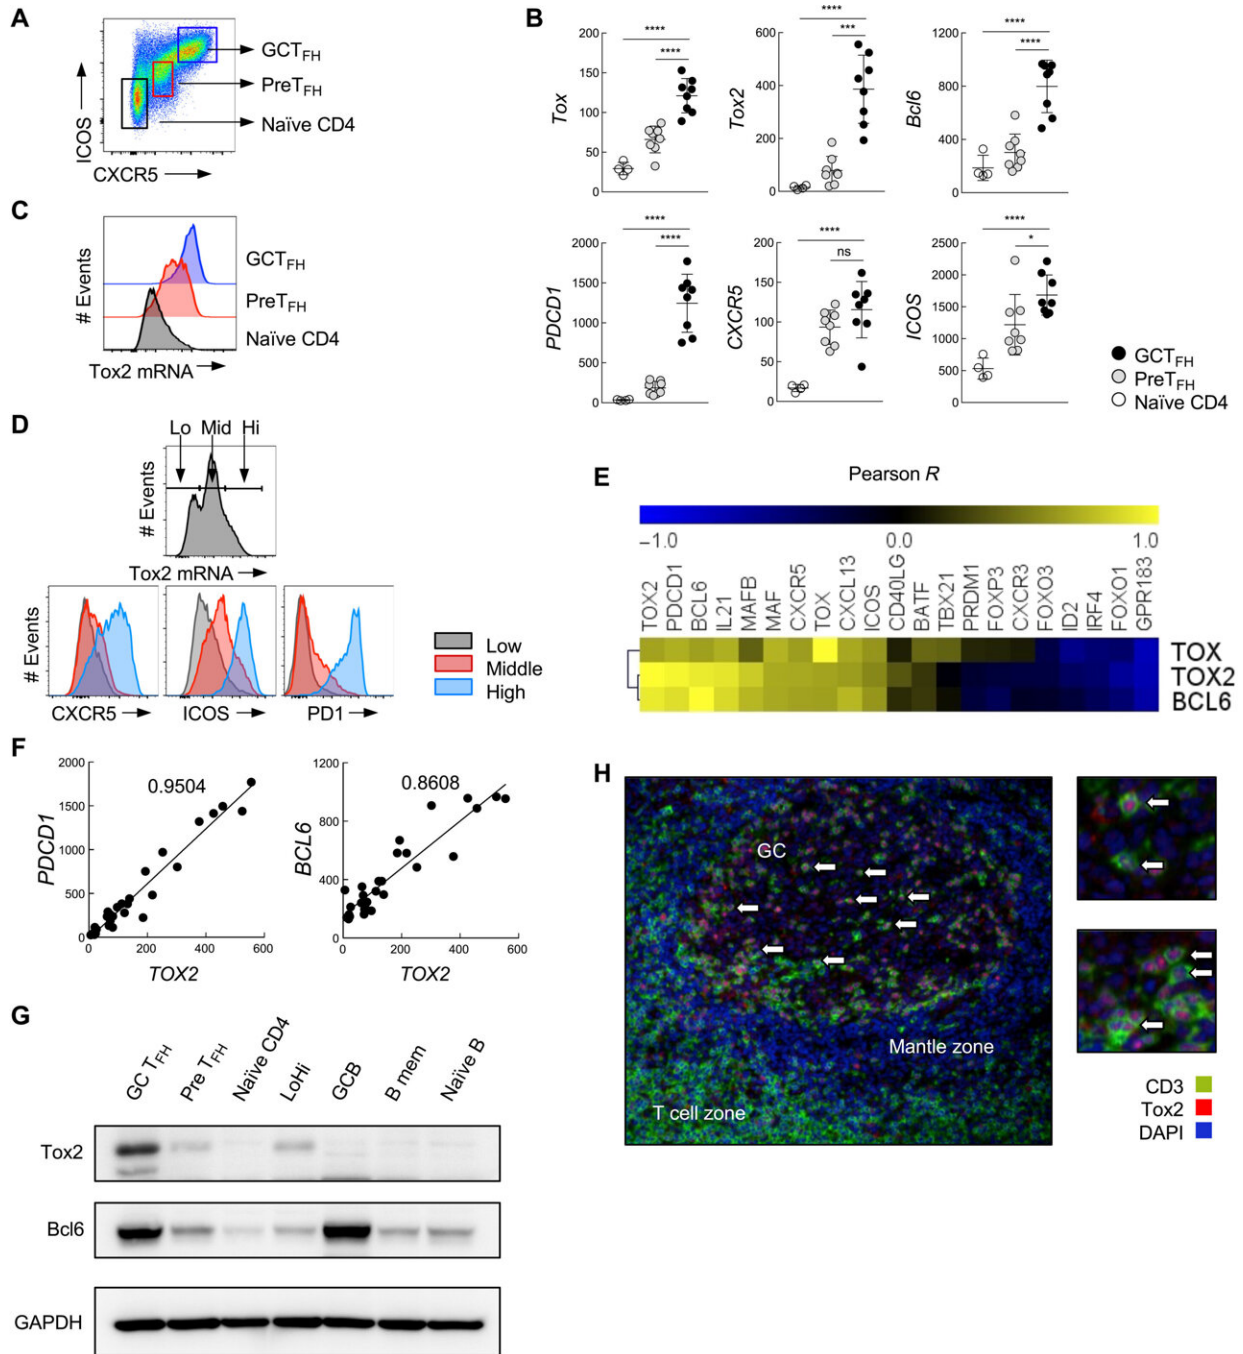 A
ICOS
CXCR5
GCTFH
PreTFH
Naïve CD4
B
Tox
200
150
100
50
0
****
****
Tox2
600
400
200
0
****
***
Bcl6
1200
800
400
0
****
****
PDCD1
2000
1500
1000
500
0
****
****
CXCR5
200
150
100
50
0
****
ns
ICOS
2500
2000
1500
1000
500
0
****
*
GCTFH
PreTFH
Naïve CD4
C
# Events
GCTFH
PreTFH
Naïve CD4
Tox2 mRNA
D
Lo Mid Hi
# Events
Tox2 mRNA
# Events
CXCR5 ICOS PD1
Low
Middle
High
E
Pearson R
−1.0 0.0 1.0
TOX2
PDCD1
BCL6
IL21
MAFB
MAF
CXCR5
TOX
CXCL13
ICOS
CD40LG
BATF
TBX21
PRDM1
FOXP3
CXCR3
FOXO3
ID2
IRF4
FOXO1
GPR183
TOX
TOX2
BCL6
F
PDCD1
2000
1500
1000
500
0
0.9504
0 200 400 600
TOX2
BCL6
1200
800
400
0
0.8608
0 200 400 600
TOX2
G
GC TFH
Pre TFH
Naïve CD4
LoHi
GCB
B mem
Naïve B
Tox2
Bcl6
GAPDH
H
GC
Mantle zone
T cell zone
CD3
Tox2
DAPI